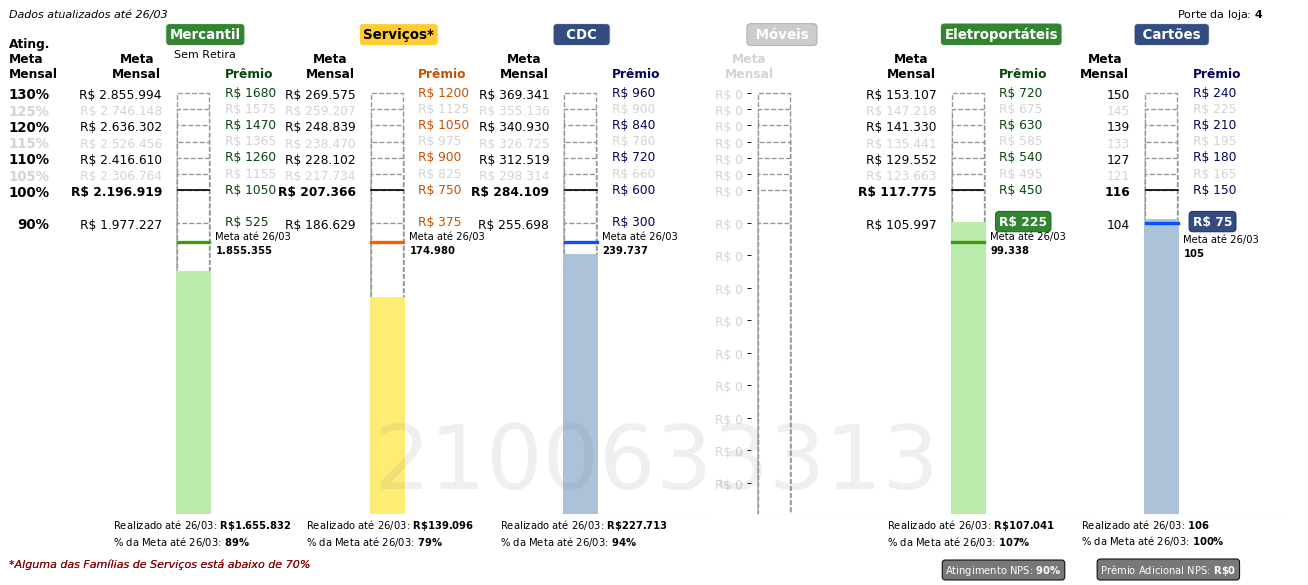 Dados atualizados até 26/03
Porte da loja: 4
Mercantil Serviços* CDC Móveis Eletroportáteis Cartões
Sem Retira
Ating. Meta Mensal
Meta Mensal Prêmio Meta Mensal Prêmio Meta Mensal Prêmio Meta Mensal Meta Mensal Prêmio Meta Mensal Prêmio
130% R$ 2.855.994 R$ 1680 R$ 269.575 R$ 1200 R$ 369.341 R$ 960 R$ 0 R$ 153.107 R$ 720 150 R$ 240
125% R$ 2.746.148 R$ 1575 R$ 259.207 R$ 1125 R$ 355.136 R$ 900 R$ 0 R$ 147.218 R$ 675 145 R$ 225
120% R$ 2.636.302 R$ 1470 R$ 248.839 R$ 1050 R$ 340.930 R$ 840 R$ 0 R$ 141.330 R$ 630 139 R$ 210
115% R$ 2.526.456 R$ 1365 R$ 238.470 R$ 975 R$ 326.725 R$ 780 R$ 0 R$ 135.441 R$ 585 133 R$ 195
110% R$ 2.416.610 R$ 1260 R$ 228.102 R$ 900 R$ 312.519 R$ 720 R$ 0 R$ 129.552 R$ 540 127 R$ 180
105% R$ 2.306.764 R$ 1155 R$ 217.734 R$ 825 R$ 298.314 R$ 660 R$ 0 R$ 123.663 R$ 495 121 R$ 165
100% R$ 2.196.919 R$ 1050 R$ 207.366 R$ 750 R$ 284.109 R$ 600 R$ 0 R$ 117.775 R$ 450 116 R$ 150
90% R$ 1.977.227 R$ 525 R$ 186.629 R$ 375 R$ 255.698 R$ 300 R$ 0 R$ 105.997 R$ 225 104 R$ 75
Meta até 26/03 Meta até 26/03 Meta até 26/03 Meta até 26/03 Meta até 26/03
1.855.355 174.980 239.737 99.338 105
R$ 0
R$ 0
R$ 0
R$ 0
R$ 0
R$ 0
R$ 0
R$ 0
2100633313
Realizado até 26/03: R$1.655.832 Realizado até 26/03: R$139.096 Realizado até 26/03: R$227.713 Realizado até 26/03: R$107.041 Realizado até 26/03: 106
% da Meta até 26/03: 89% % da Meta até 26/03: 79% % da Meta até 26/03: 94% % da Meta até 26/03: 107% % da Meta até 26/03: 100%
*Alguma das Famílias de Serviços está abaixo de 70%
Atingimento NPS: 90% Prêmio Adicional NPS: R$0